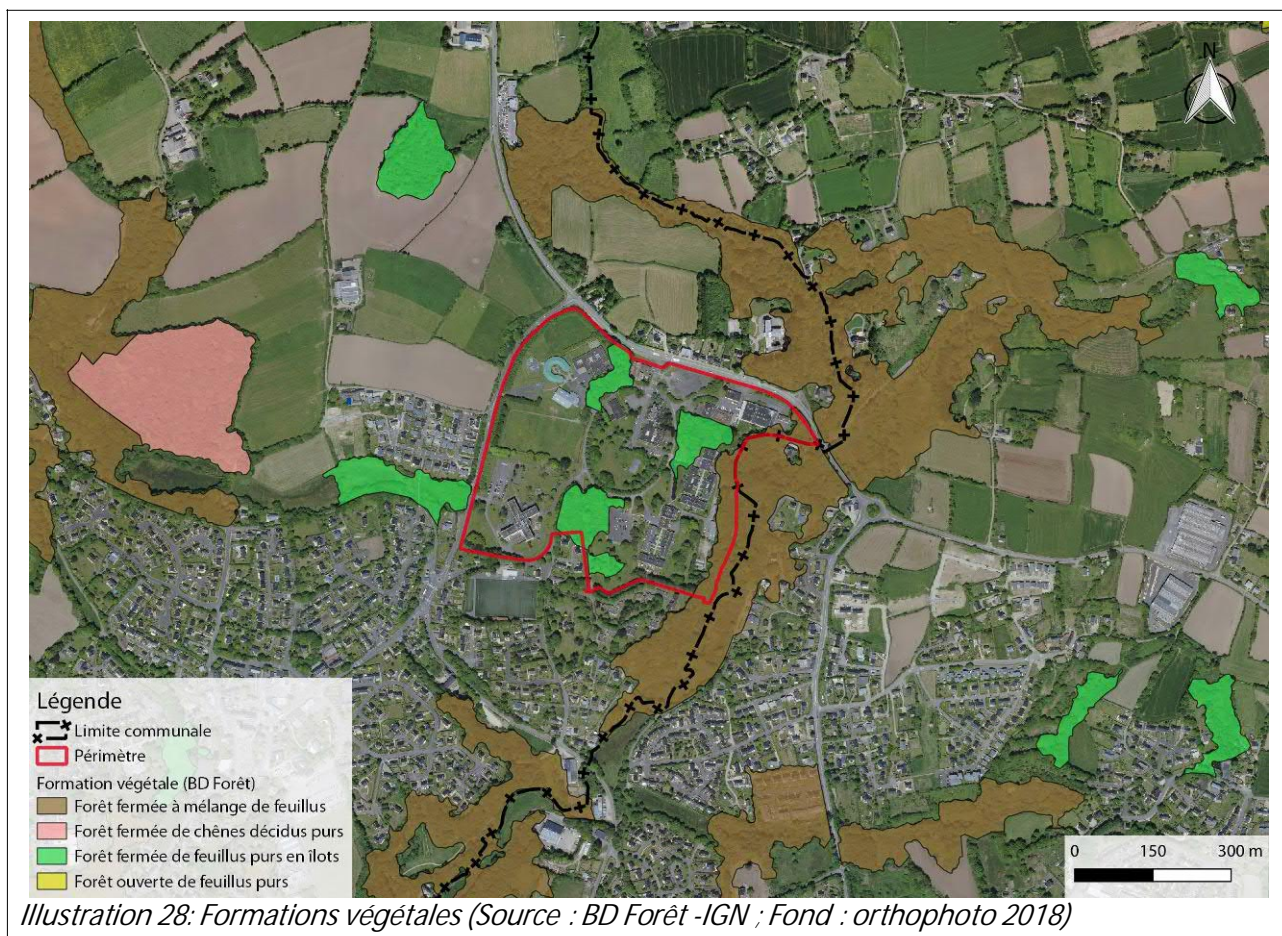 N
Légende
Limite communale
Périmètre
Formation végétale (BD Forêt)
Forêt fermée à mélange de feuillus
Forêt fermée de chênes décidus purs
Forêt fermée de feuillus purs en îlots
Forêt ouverte de feuillus purs
0 150 300 m
Illustration 28: Formations végétales (Source : BD Forêt -IGN ; Fond : orthophoto 2018)